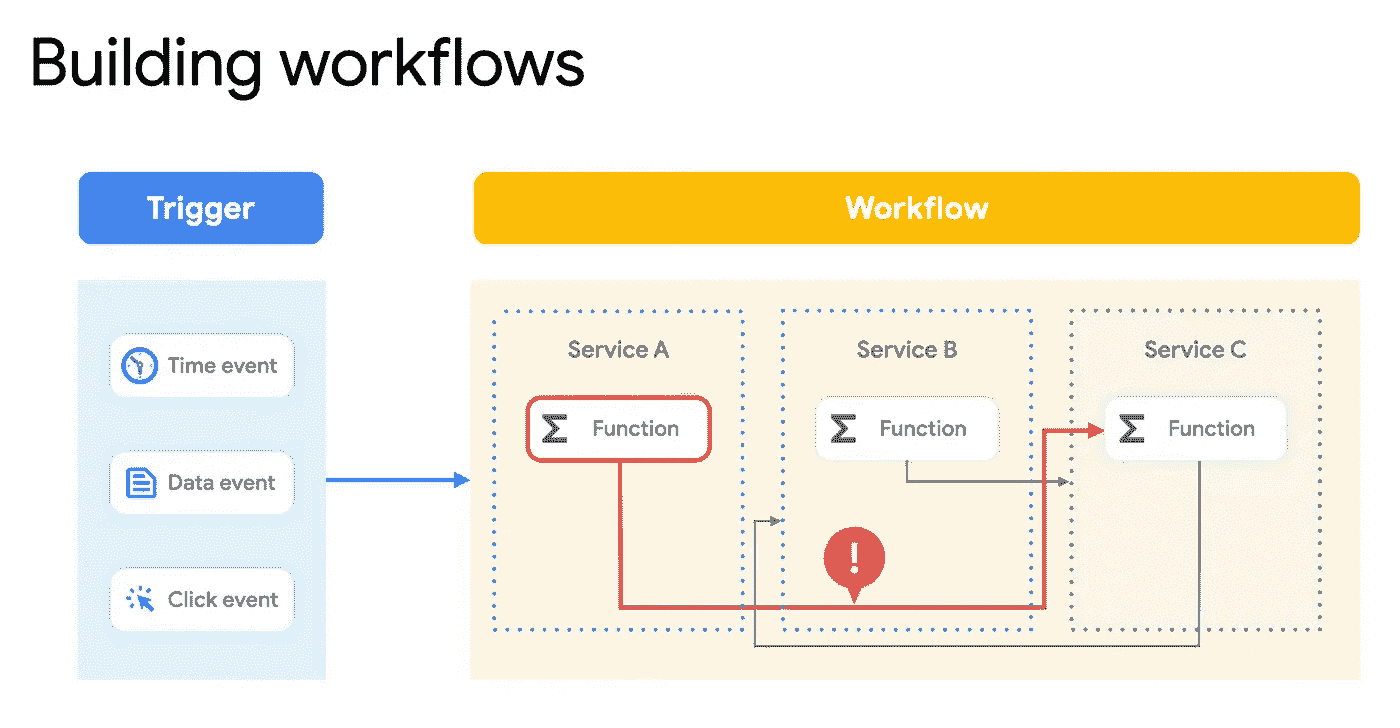 Building workflows
Trigger
Workflow
Time event
Data event
Click event
Service A
Function
Service B
Function
!
Service C
Function